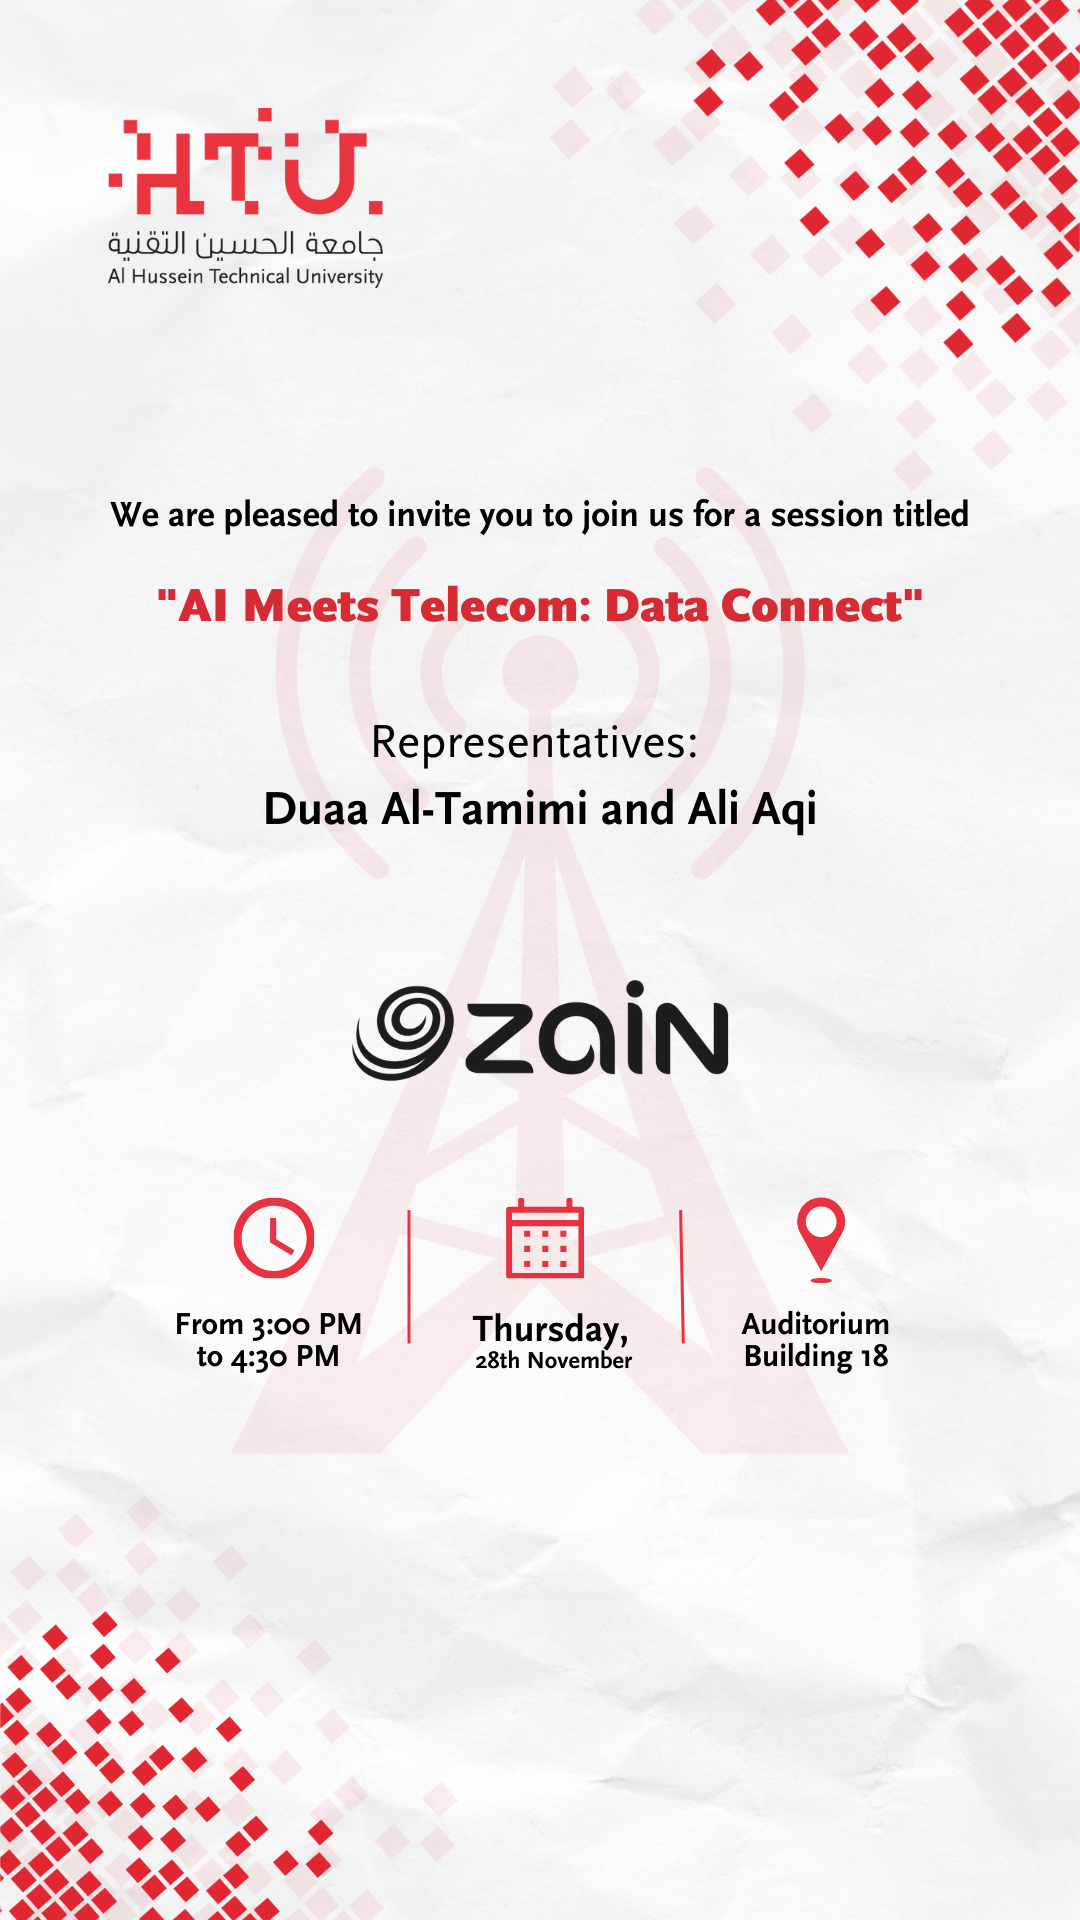 HTU
جامعة الحسين التقنية
Al Hussein Technical University
We are pleased to invite you to join us for a session titled
"AI Meets Telecom: Data Connect"
Representatives:
Duaa Al-Tamimi and Ali Aqi
zain
From 3:00 PM
to 4:30 PM
Thursday,
28th November
Auditorium
Building 18